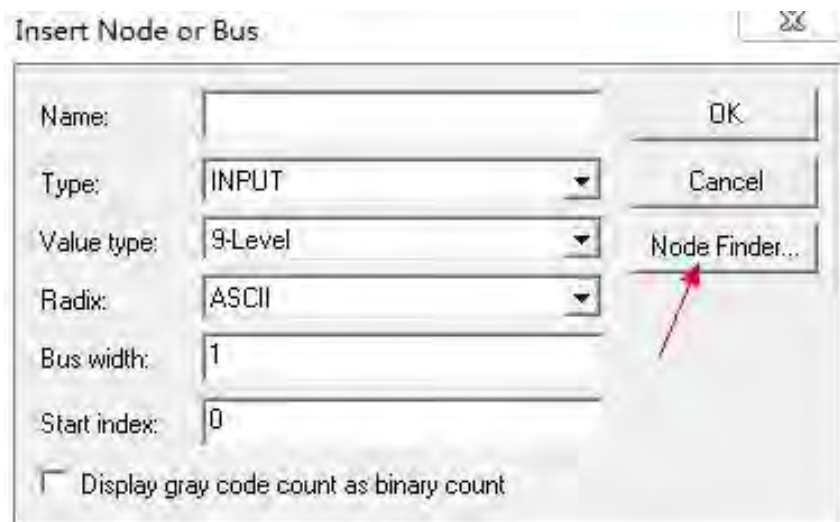 Insert Node or Bus
Name:
OK
Type:
INPUT
Cancel
Value type:
9-Level
Node Finder...
Radix:
ASCII
Bus width:
1
Start index:
0
Display gray code count as binary count